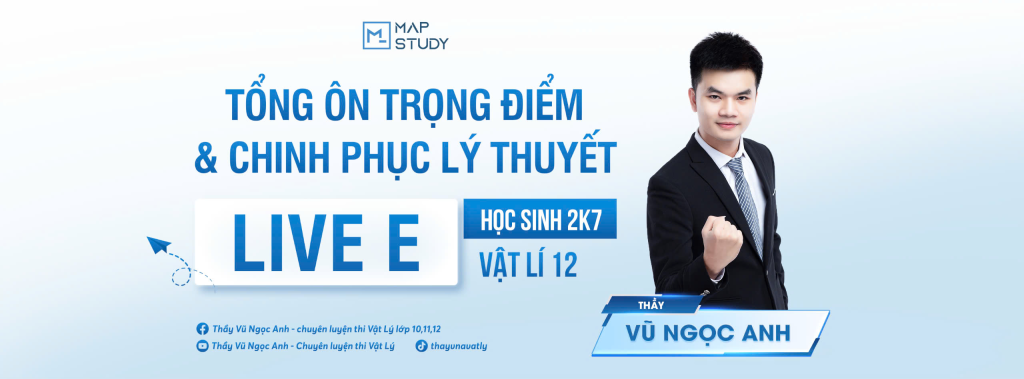 MAP
STUDY
TỔNG ÔN TRỌNG ĐIỂM
& CHINH PHỤC LÝ THUYẾT
LIVE E
HỌC SINH 2K7
VẬT LÍ 12
Thầy Vũ Ngọc Anh - chuyên luyện thi Vật Lý lớp 10,11,12
Thầy Vũ Ngọc Anh - Chuyên luyện thi Vật Lý
thayvnavatly
THẦY
VŨ NGỌC ANH